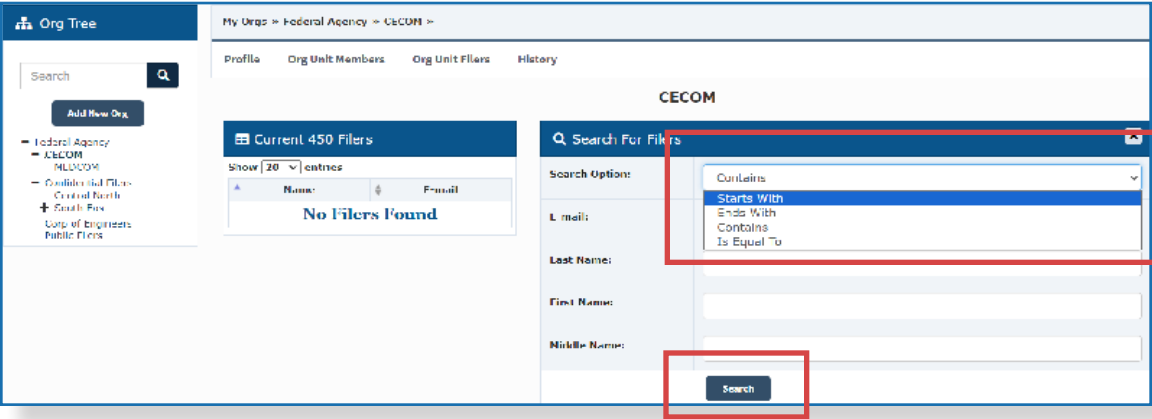 Org Tree
Search
Add New Org
Federal Agency
CECOM
MEDCOM
Confidential Filers
Central North
South Eas
Corp of Engineers
Public Filers
My Orgs » Federal Agency » CECOM »
Profile Org Unit Members Org Unit Filers History
CECOM
Current 450 Filers
Show 20 entries
Name E-mail
No Filers Found
Search For Filers
Search Option: Contains
Starts With
Ends With
Contains
Is Equal To
E-mail:
Last Name:
First Name:
Middle Name:
Search